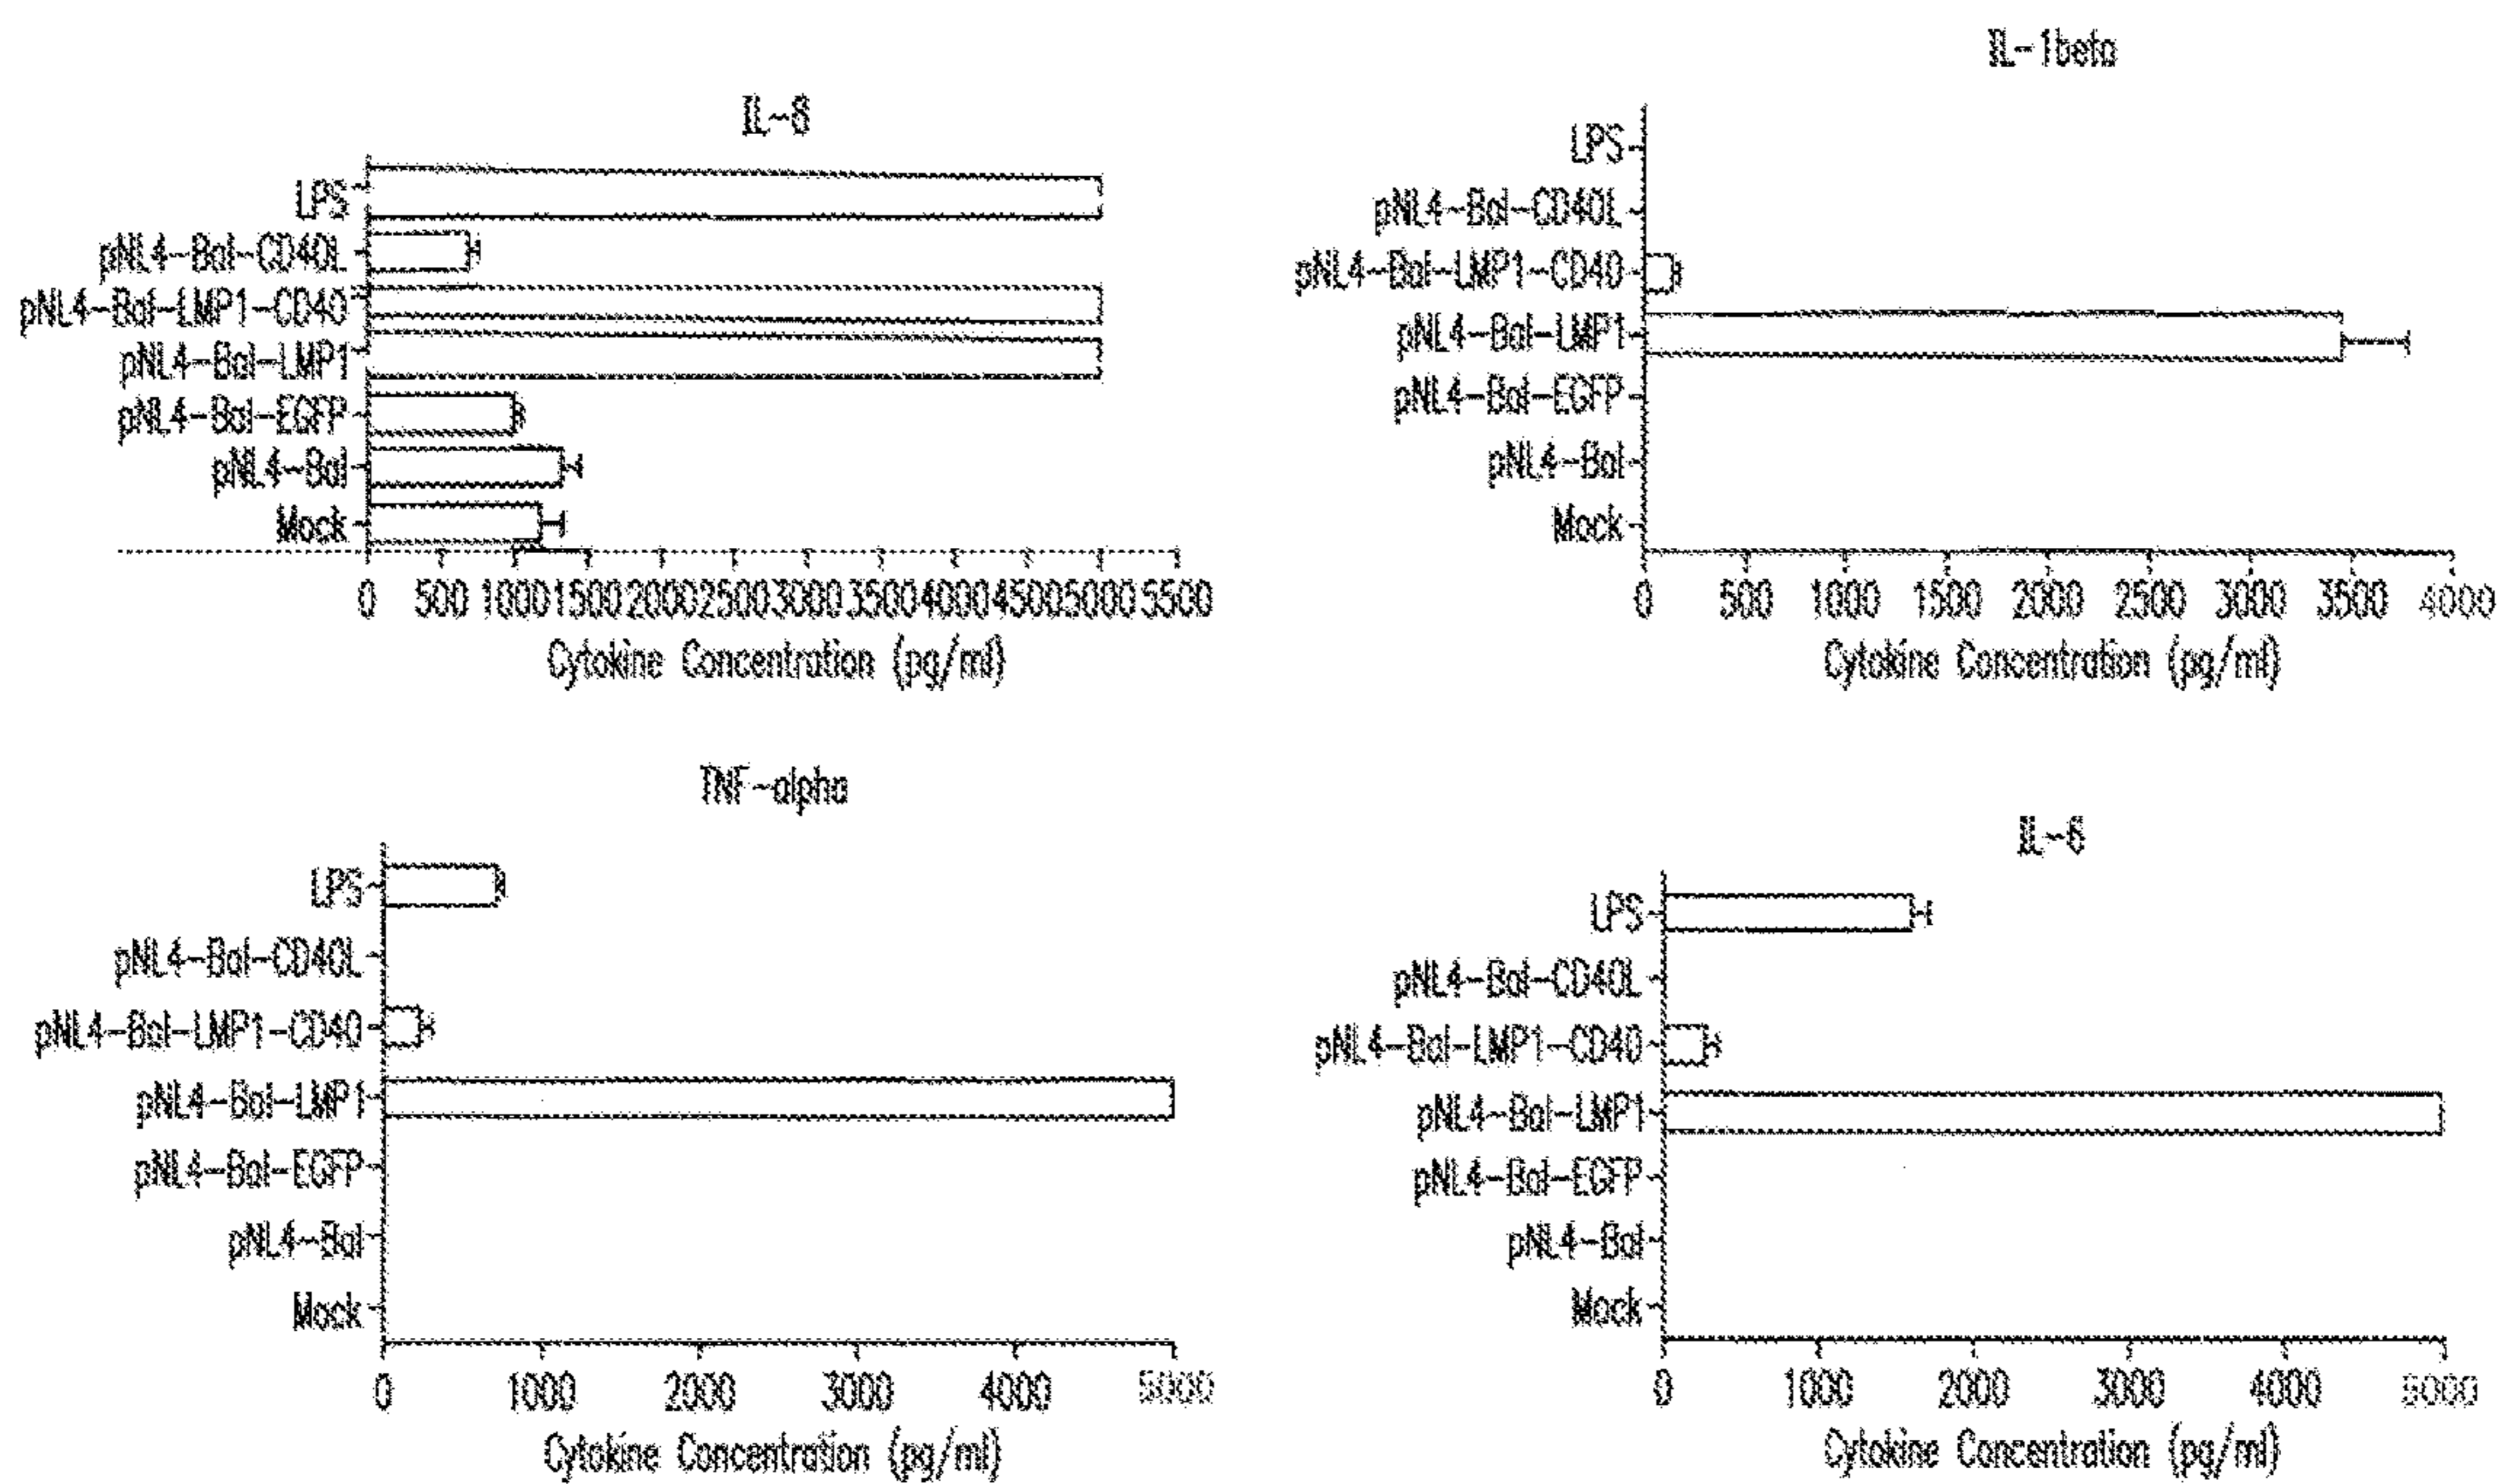 IL-8
LPS
pNL4-Bal-CD40L
pNL4-Bal-LMP1-CD40
pNL4-Bal-LMP1
pNL4-Bal-EGFP
pNL4-Bal
Mock
0 500 1000 1500 2000 2500 3000 3500 4000 4500 5000 5500
Cytokine Concentration (pg/ml)
IL-1beta
LPS
pNL4-Bal-CD40L
pNL4-Bal-LMP1-CD40
pNL4-Bal-LMP1
pNL4-Bal-EGFP
pNL4-Bal
Mock
0 500 1000 1500 2000 2500 3000 3500 4000
Cytokine Concentration (pg/ml)
TNF-alpha
LPS
pNL4-Bal-CD40L
pNL4-Bal-LMP1-CD40
pNL4-Bal-LMP1
pNL4-Bal-EGFP
pNL4-Bal
Mock
0 1000 2000 3000 4000 5000
Cytokine Concentration (pg/ml)
IL-6
LPS
pNL4-Bal-CD40L
pNL4-Bal-LMP1-CD40
pNL4-Bal-LMP1
pNL4-Bal-EGFP
pNL4-Bal
Mock
0 1000 2000 3000 4000 5000
Cytokine Concentration (pg/ml)